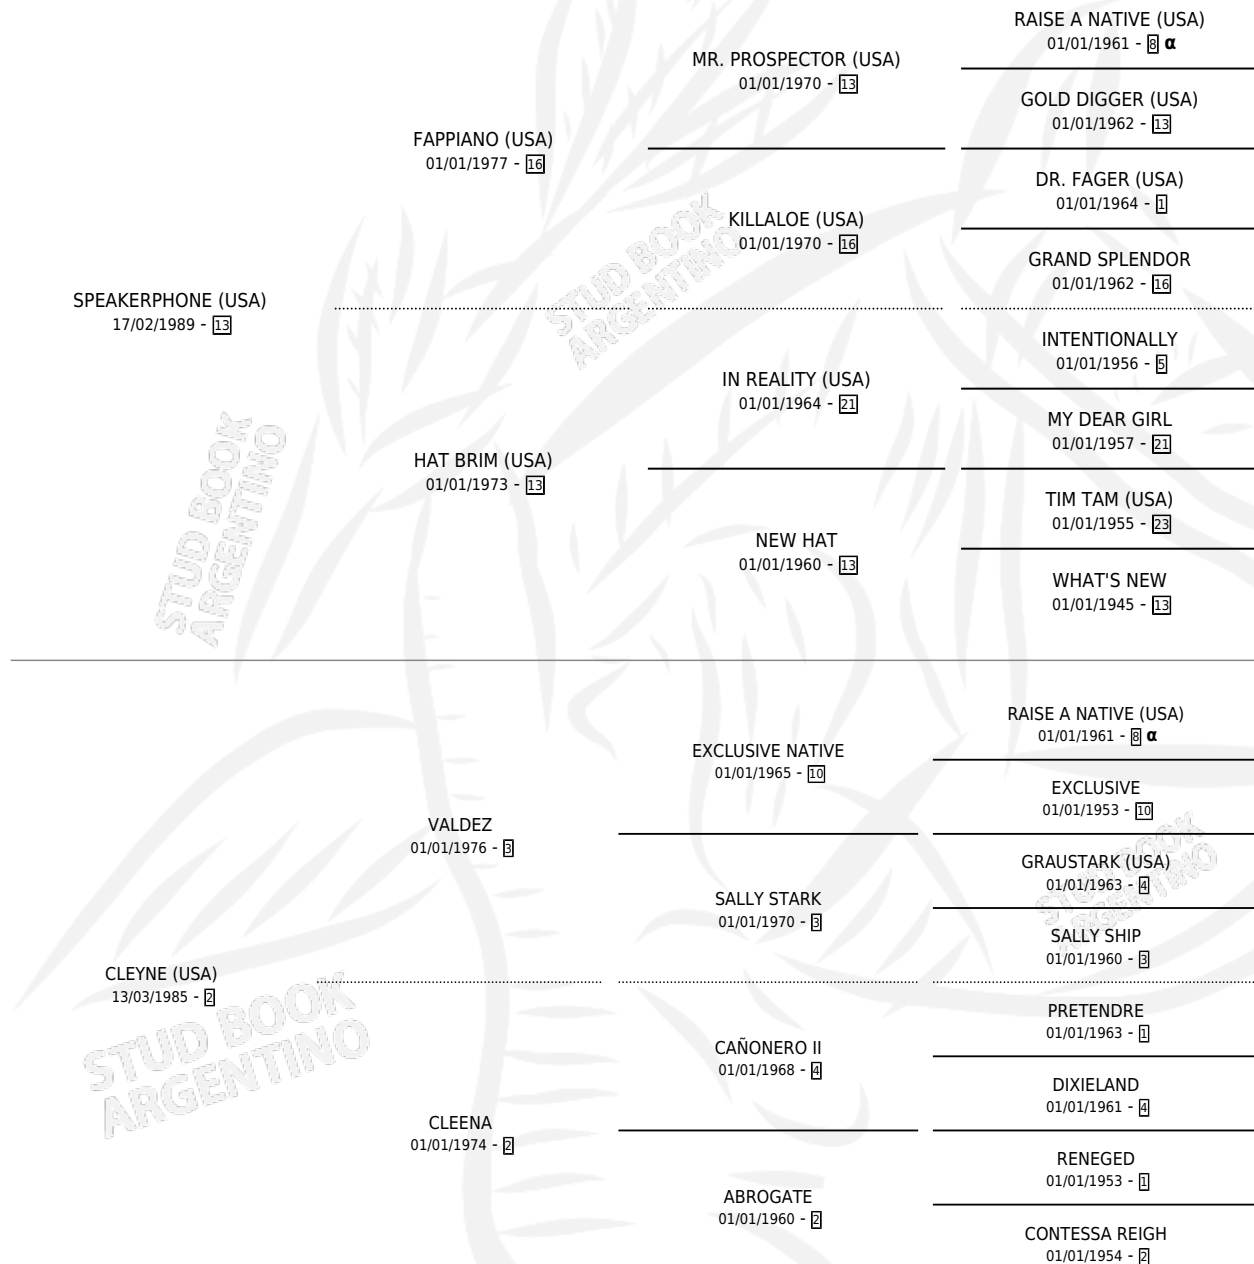 RAISE A NATIVE (USA)
01/01/1961 - 8 α
MR. PROSPECTOR (USA)
01/01/1970 - 13
GOLD DIGGER (USA)
01/01/1962 - 13
FAPPIANO (USA)
01/01/1977 - 16
DR. FAGER (USA)
01/01/1964 - 1
KILLALOE (USA)
01/01/1970 - 16
GRAND SPLENDOR
01/01/1962 - 16
SPEAKERPHONE (USA)
17/02/1989 - 13
INTENTIONALLY
01/01/1956 - 5
IN REALITY (USA)
01/01/1964 - 21
MY DEAR GIRL
01/01/1957 - 21
HAT BRIM (USA)
01/01/1973 - 13
TIM TAM (USA)
01/01/1955 - 23
NEW HAT
01/01/1960 - 13
WHAT'S NEW
01/01/1945 - 13
RAISE A NATIVE (USA)
01/01/1961 - 8 α
EXCLUSIVE NATIVE
01/01/1965 - 10
EXCLUSIVE
01/01/1953 - 10
VALDEZ
01/01/1976 - 3
GRAUSTARK (USA)
01/01/1963 - 4
SALLY STARK
01/01/1970 - 3
SALLY SHIP
01/01/1960 - 3
CLEYNE (USA)
13/03/1985 - 2
PRETENDRE
01/01/1963 - 1
CAÑONERO II
01/01/1968 - 4
DIXIELAND
01/01/1961 - 4
CLEENA
01/01/1974 - 2
RENEGED
01/01/1953 - 1
ABROGATE
01/01/1960 - 2
CONTESSA REIGH
01/01/1954 - 2
STUD BOOK
ARGENTINO
STUD BOOK
ARGENTINO
STUD BOOK
ARGENTINO
STUD BOOK
ARGENTINO